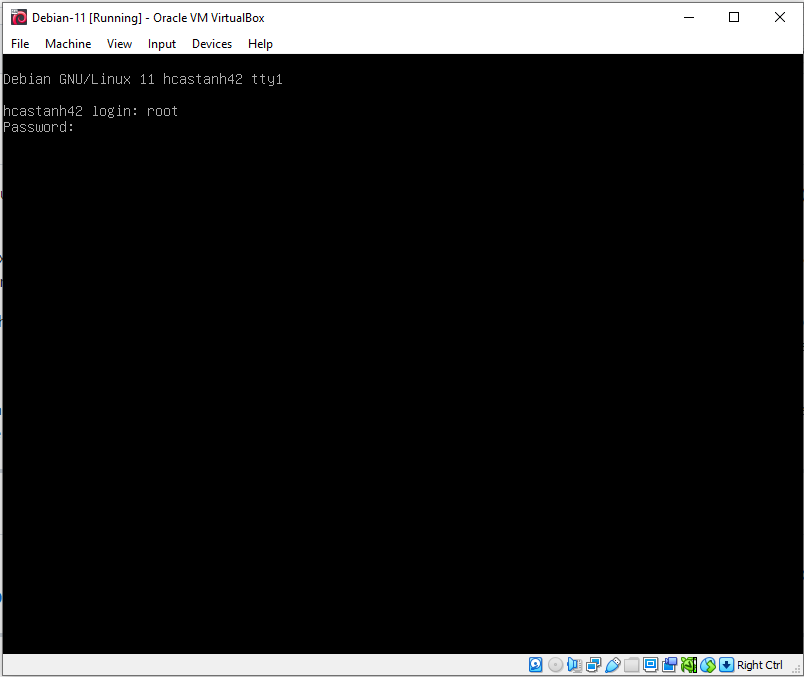 Debian-11 [Running] - Oracle VM VirtualBox
File Machine View Input Devices Help
Debian GNU/Linux 11 hcastanh42 tty1
hcastanh42 login: root
Password:
Right Ctrl